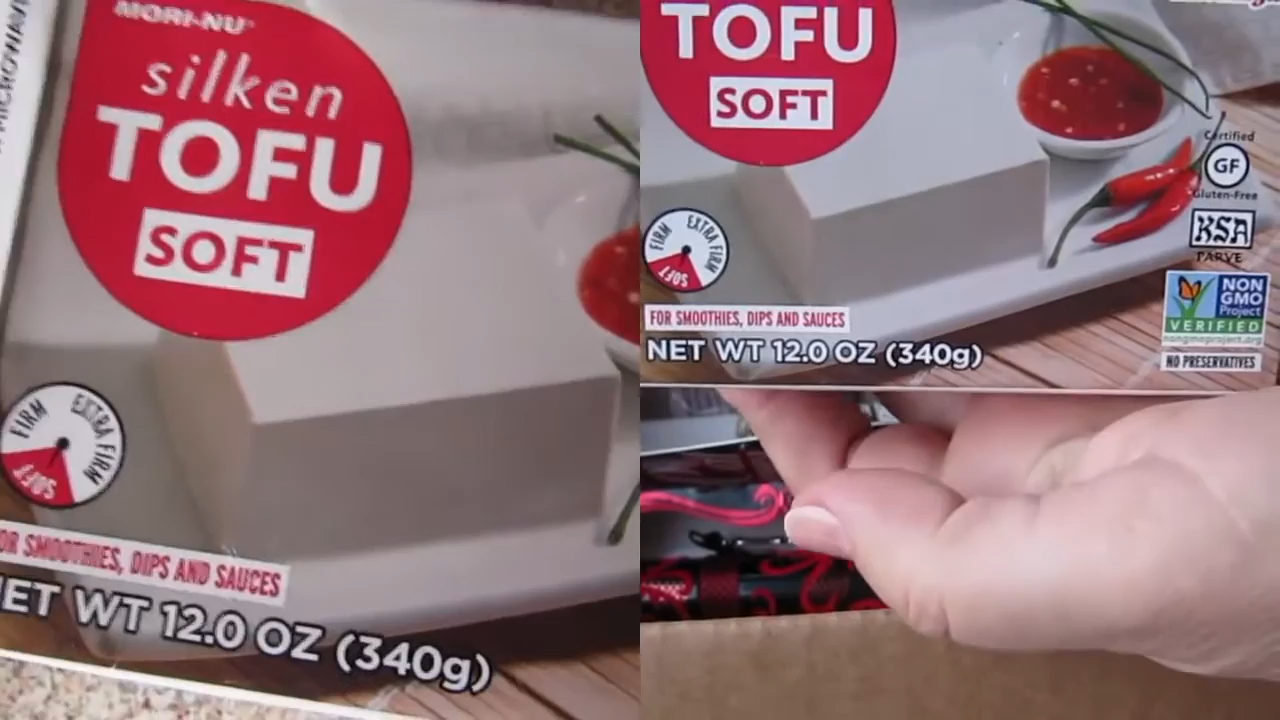 MORI-NU
silken
TOFU
SOFT
FIRM
EXTRA FIRM
SOFT
OR SMOOTHIES, DIPS AND SAUCES
ET WT 12.0 OZ (340g)
TOFU
SOFT
Certified
GF
Gluten-Free
KSA
PARVE
FIRM
EXTRA FIRM
SOFT
NON
GMO
Project
VERIFIED
nongmoproject.org
FOR SMOOTHIES, DIPS AND SAUCES
NET WT 12.0 OZ (340g)
NO PRESERVATIVES